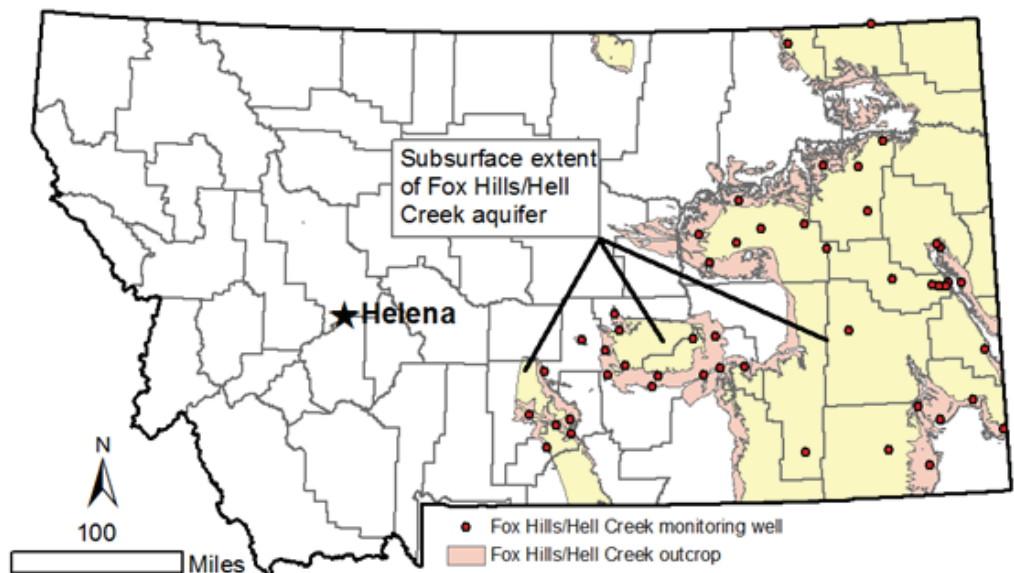 Subsurface extent
of Fox Hills/Hell
Creek aquifer
Helena
N
100
Miles
Fox Hills/Hell Creek monitoring well
Fox Hills/Hell Creek outcrop